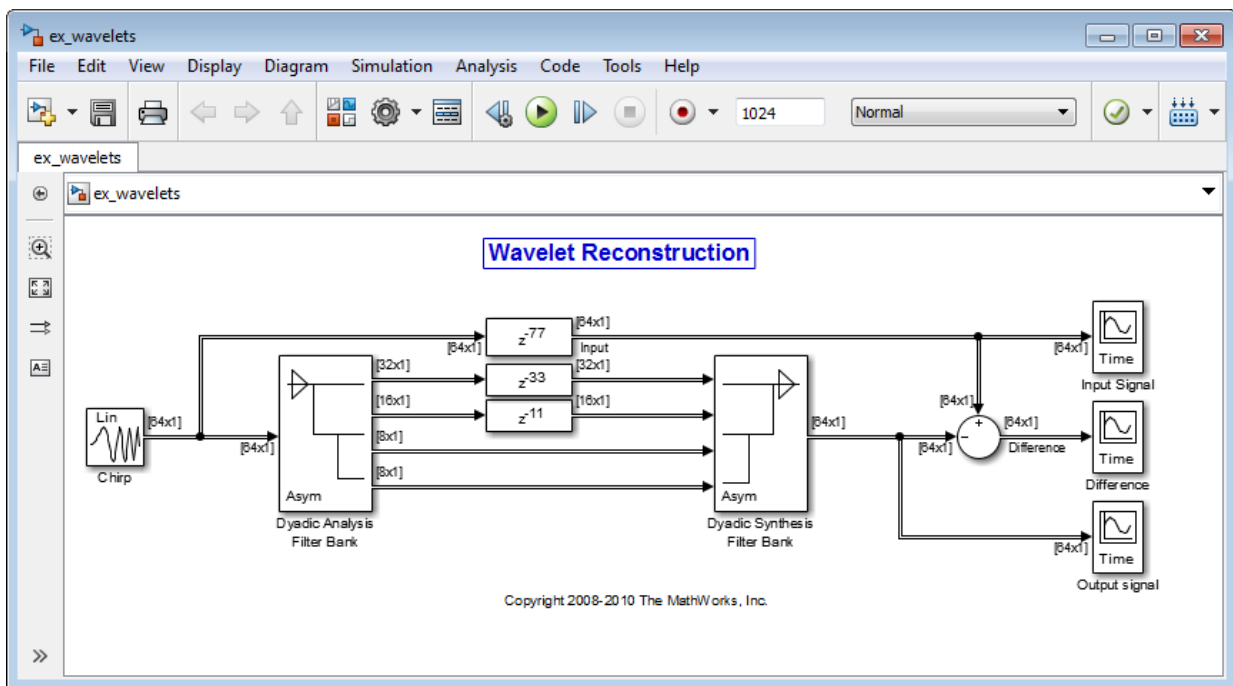 ex_wavelets
File Edit View Display Diagram Simulation Analysis Code Tools Help
1024 Normal
ex_wavelets
ex_wavelets
Wavelet Reconstruction
[64x1]
z-77
[64x1]
Input
[64x1]
Time
Input Signal
[32x1]
z-33
[32x1]
[16x1]
z-11
[16x1]
[8x1]
[8x1]
Lin
[64x1]
Chirp
[64x1]
Asym
Dyadic Analysis
Filter Bank
Asym
Dyadic Synthesis
Filter Bank
[64x1]
[64x1]
[64x1]
+
−
[64x1]
Difference
Time
Difference
[64x1]
Time
Output signal
Copyright 2008-2010 The MathWorks, Inc.